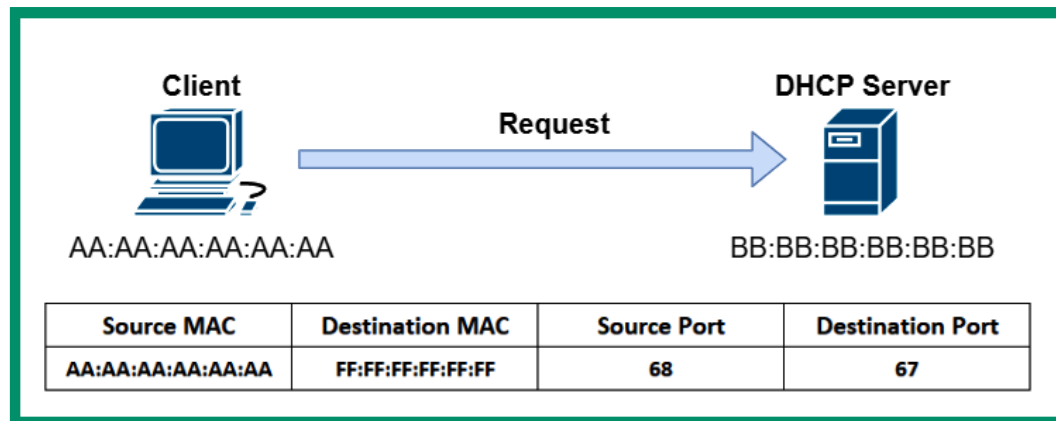 Client
DHCP Server
Request
?
AA:AA:AA:AA:AA:AA
BB:BB:BB:BB:BB:BB
Source MAC Destination MAC Source Port Destination Port
AA:AA:AA:AA:AA:AA FF:FF:FF:FF:FF:FF 68 67